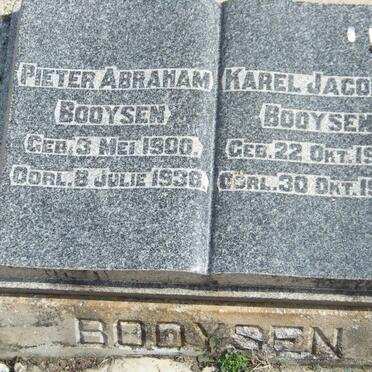 PIETER ABRAHAM
BOOYSEN
GEB. 3 MEI 1900.
OORL. 8 JULIE 1938.
KAREL JACO
BOOYSEN
GEB. 22 OKT. 19
OORL. 30 OKT. 19
BOOYSEN